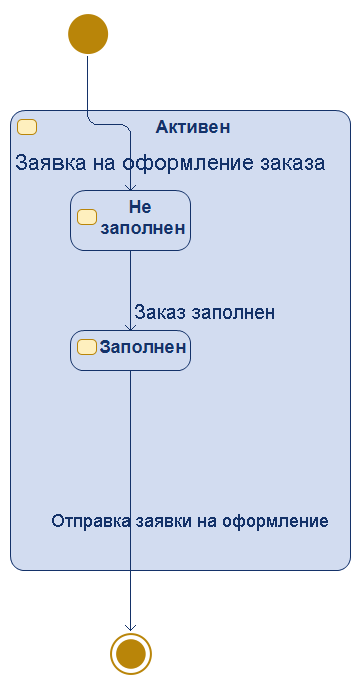 Активен
Заявка на оформление заказа
Не
заполнен
Заказ заполнен
Заполнен
Отправка заявки на оформление